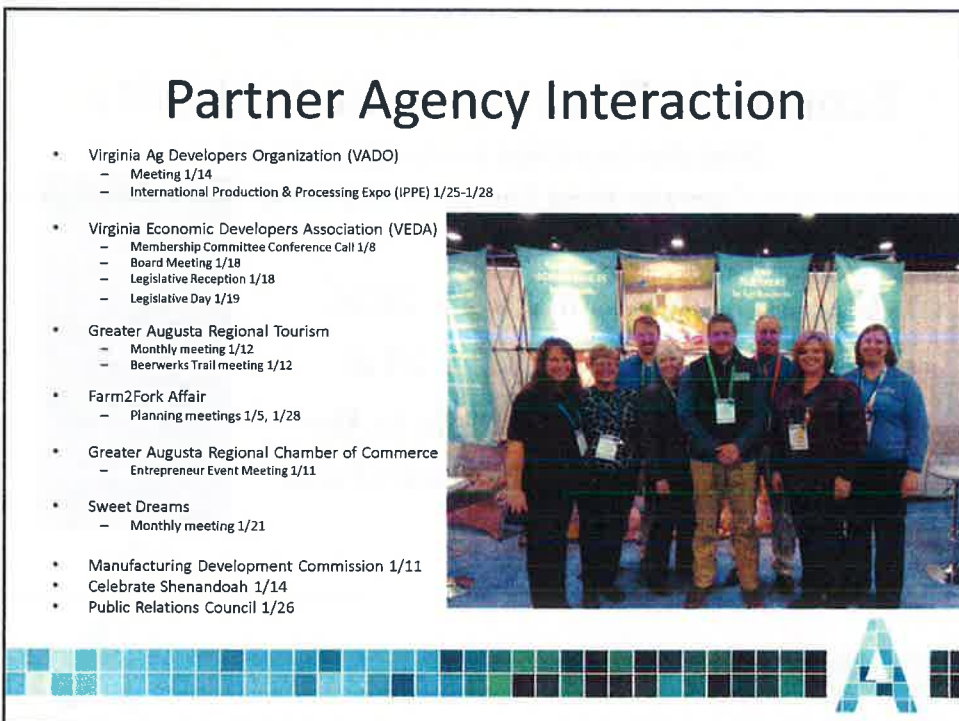 Partner Agency Interaction
• Virginia Ag Developers Organization (VADO)
– Meeting 1/14
– International Production & Processing Expo (IPPE) 1/25-1/28
• Virginia Economic Developers Association (VEDA)
– Membership Committee Conference Call 1/8
– Board Meeting 1/18
– Legislative Reception 1/18
– Legislative Day 1/19
• Greater Augusta Regional Tourism
– Monthly meeting 1/12
– Beerwerks Trail meeting 1/12
• Farm2Fork Affair
– Planning meetings 1/5, 1/28
• Greater Augusta Regional Chamber of Commerce
– Entrepreneur Event Meeting 1/11
• Sweet Dreams
– Monthly meeting 1/21
• Manufacturing Development Commission 1/11
• Celebrate Shenandoah 1/14
• Public Relations Council 1/26
PARTNERS
A